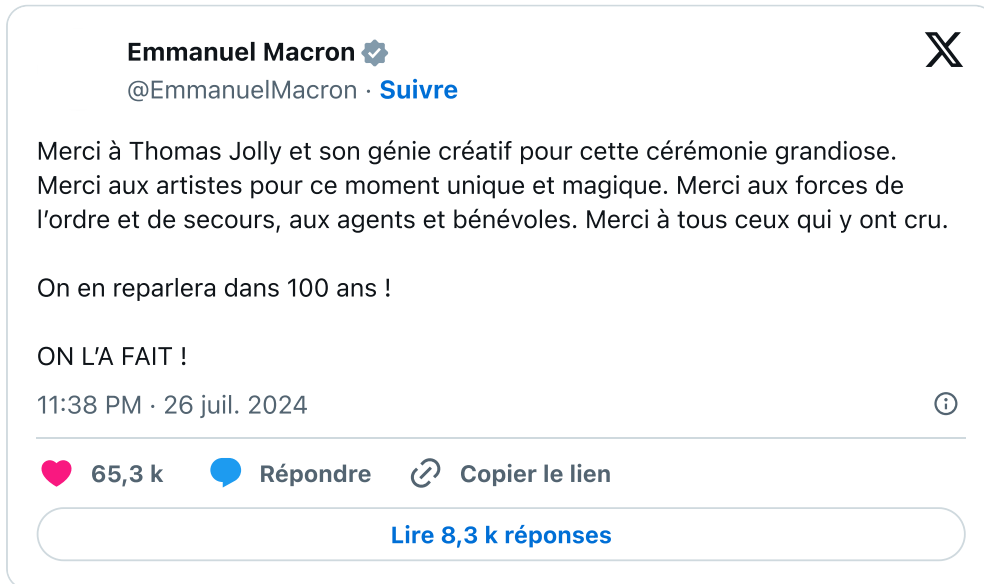 Emmanuel Macron
@EmmanuelMacron · Suivre
Merci à Thomas Jolly et son génie créatif pour cette cérémonie grandiose.
Merci aux artistes pour ce moment unique et magique. Merci aux forces de
l’ordre et de secours, aux agents et bénévoles. Merci à tous ceux qui y ont cru.
On en reparlera dans 100 ans !
ON L’A FAIT !
11:38 PM · 26 juil. 2024
65,3 k Répondre Copier le lien
Lire 8,3 k réponses